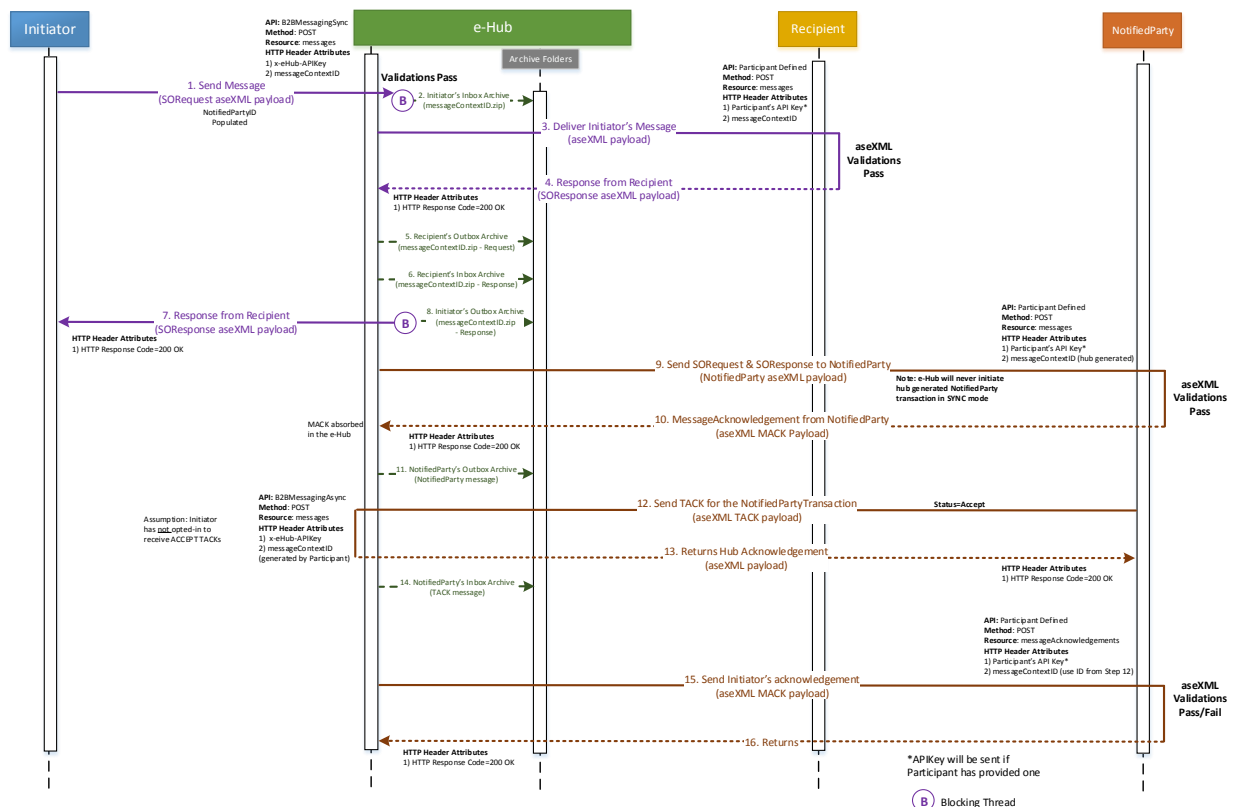 Initiator
e-Hub
Recipient
NotifiedParty
Archive Folders
API: B2BMessagingSync
Method: POST
Resource: messages
HTTP Header Attributes
1) x-eHub-APIKey
2) messageContextID
Validations Pass
1. Send Message
(SORequest aseXML payload)
NotifiedPartyID
Populated
B
2. Initiator's Inbox Archive
(messageContextID.zip)
API: Participant Defined
Method: POST
Resource: messages
HTTP Header Attributes
1) Participant's API Key*
2) messageContextID
3. Deliver Initiator's Message
(aseXML payload)
aseXML
Validations
Pass
4. Response from Recipient
(SOResponse aseXML payload)
HTTP Header Attributes
1) HTTP Response Code=200 OK
5. Recipient's Outbox Archive
(messageContextID.zip - Request)
6. Recipient's Inbox Archive
(messageContextID.zip - Response)
7. Response from Recipient
(SOResponse aseXML payload)
B
8. Initiator's Outbox Archive
(messageContextID.zip
- Response)
HTTP Header Attributes
1) HTTP Response Code=200 OK
API: Participant Defined
Method: POST
Resource: messages
HTTP Header Attributes
1) Participant's API Key*
2) messageContextID (hub generated)
9. Send SORequest & SOResponse to NotifiedParty
(NotifiedParty aseXML payload)
Note: e-Hub will never initiate
hub generated NotifiedParty
transaction in SYNC mode
aseXML
Validations
Pass
10. MessageAcknowledgement from NotifiedParty
(aseXML MACK Payload)
MACK absorbed
in the e-Hub
HTTP Header Attributes
1) HTTP Response Code=200 OK
11. NotifiedParty's Outbox Archive
(NotifiedParty message)
API: B2BMessagingAsync
Method: POST
Resource: messages
HTTP Header Attributes
1) x-eHub-APIKey
2) messageContextID
(generated by Participant)
Assumption: Initiator
has not opted-in to
receive ACCEPT TACKs
12. Send TACK for the NotifiedPartyTransaction
(aseXML TACK payload)
Status=Accept
13. Returns Hub Acknowledgement
(aseXML payload)
HTTP Header Attributes
1) HTTP Response Code=200 OK
14. NotifiedParty's Inbox Archive
(TACK message)
API: Participant Defined
Method: POST
Resource: messageAcknowledgements
HTTP Header Attributes
1) Participant's API Key*
2) messageContextID (use ID from Step 12)
15. Send Initiator's acknowledgement
(aseXML MACK payload)
aseXML
Validations
Pass/Fail
16. Returns
HTTP Header Attributes
1) HTTP Response Code=200 OK
*APIKey will be sent if
Participant has provided one
B Blocking Thread